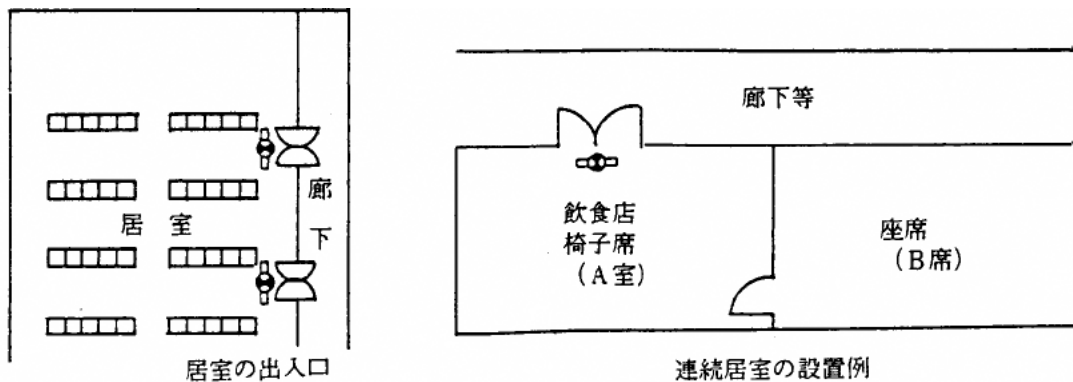 居室
廊下
居室の出入口
廊下等
飲食店
椅子席
(A室)
座席
(B席)
連続居室の設置例